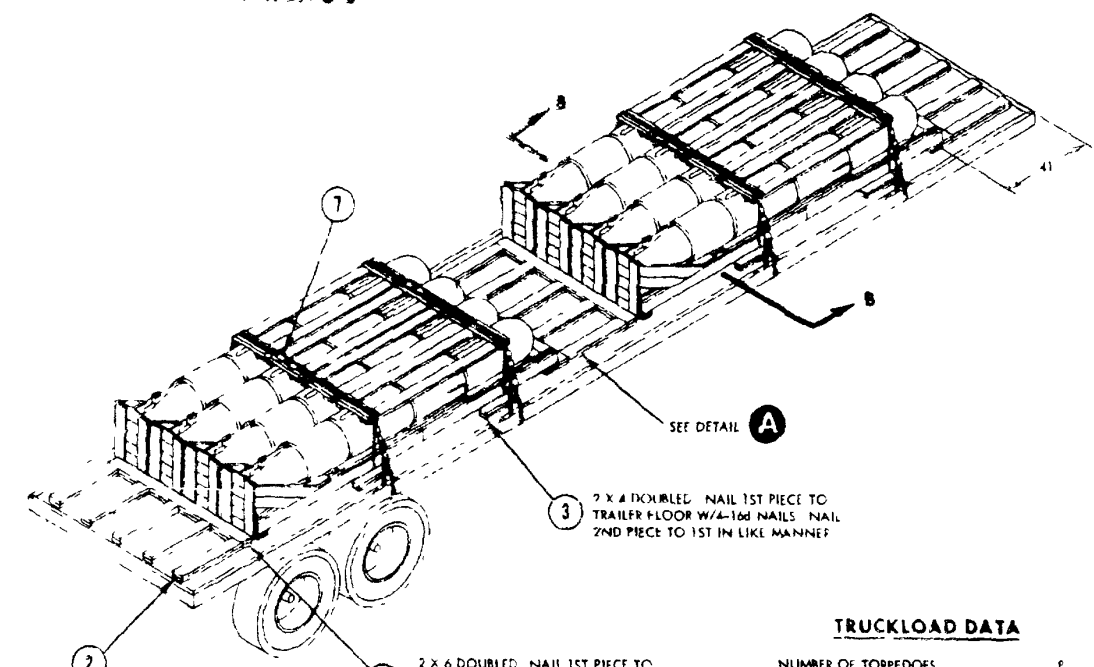 B
41
7
B
SEE DETAIL A
3 2 X 4 DOUBLED NAIL 1ST PIECE TO
TRAILER FLOOR W/4-16d NAILS NAIL
2ND PIECE TO 1ST IN LIKE MANNER
TRUCKLOAD DATA
2
2 X 6 DOUBLED NAIL 1ST PIECE TO
NUMBER OF TORPEDOES